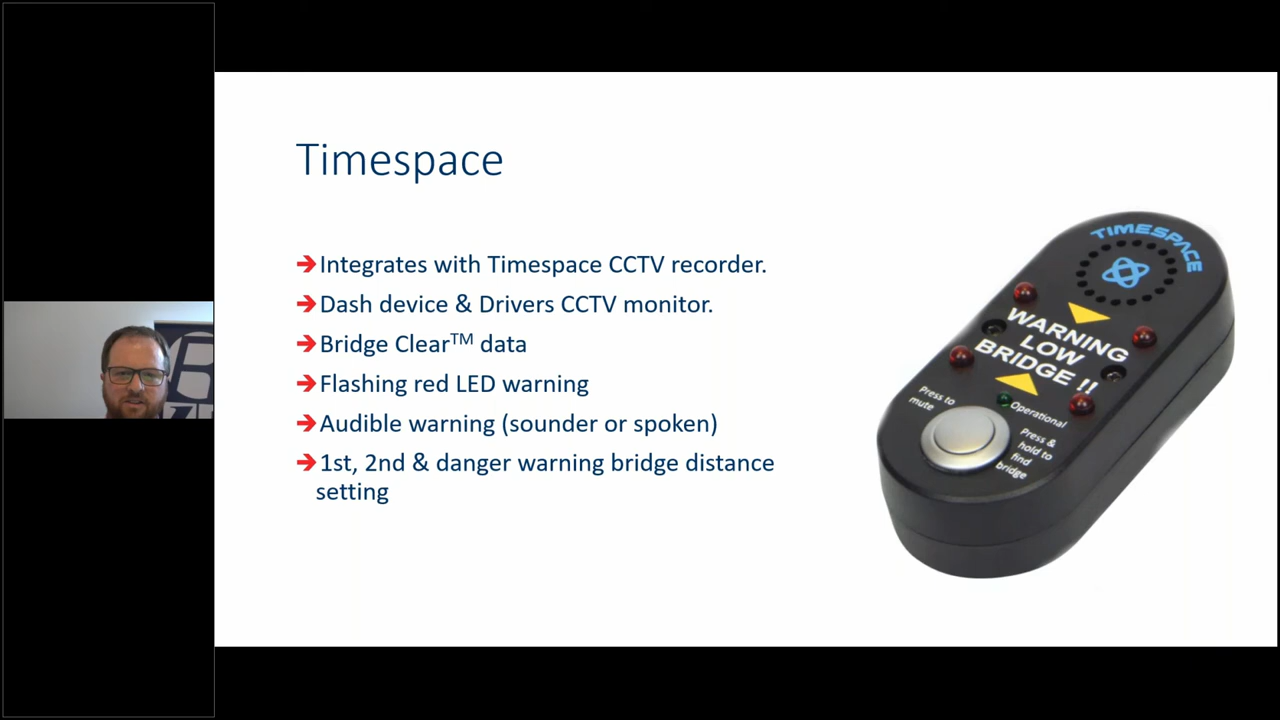 Timespace
➔Integrates with Timespace CCTV recorder.
➔Dash device & Drivers CCTV monitor.
➔Bridge Clear™ data
➔Flashing red LED warning
➔Audible warning (sounder or spoken)
➔1st, 2nd & danger warning bridge distance
setting
TIMESPACE
WARNING
LOW
BRIDGE !!
Press to
mute
Operational
Press &
hold to
find
bridge